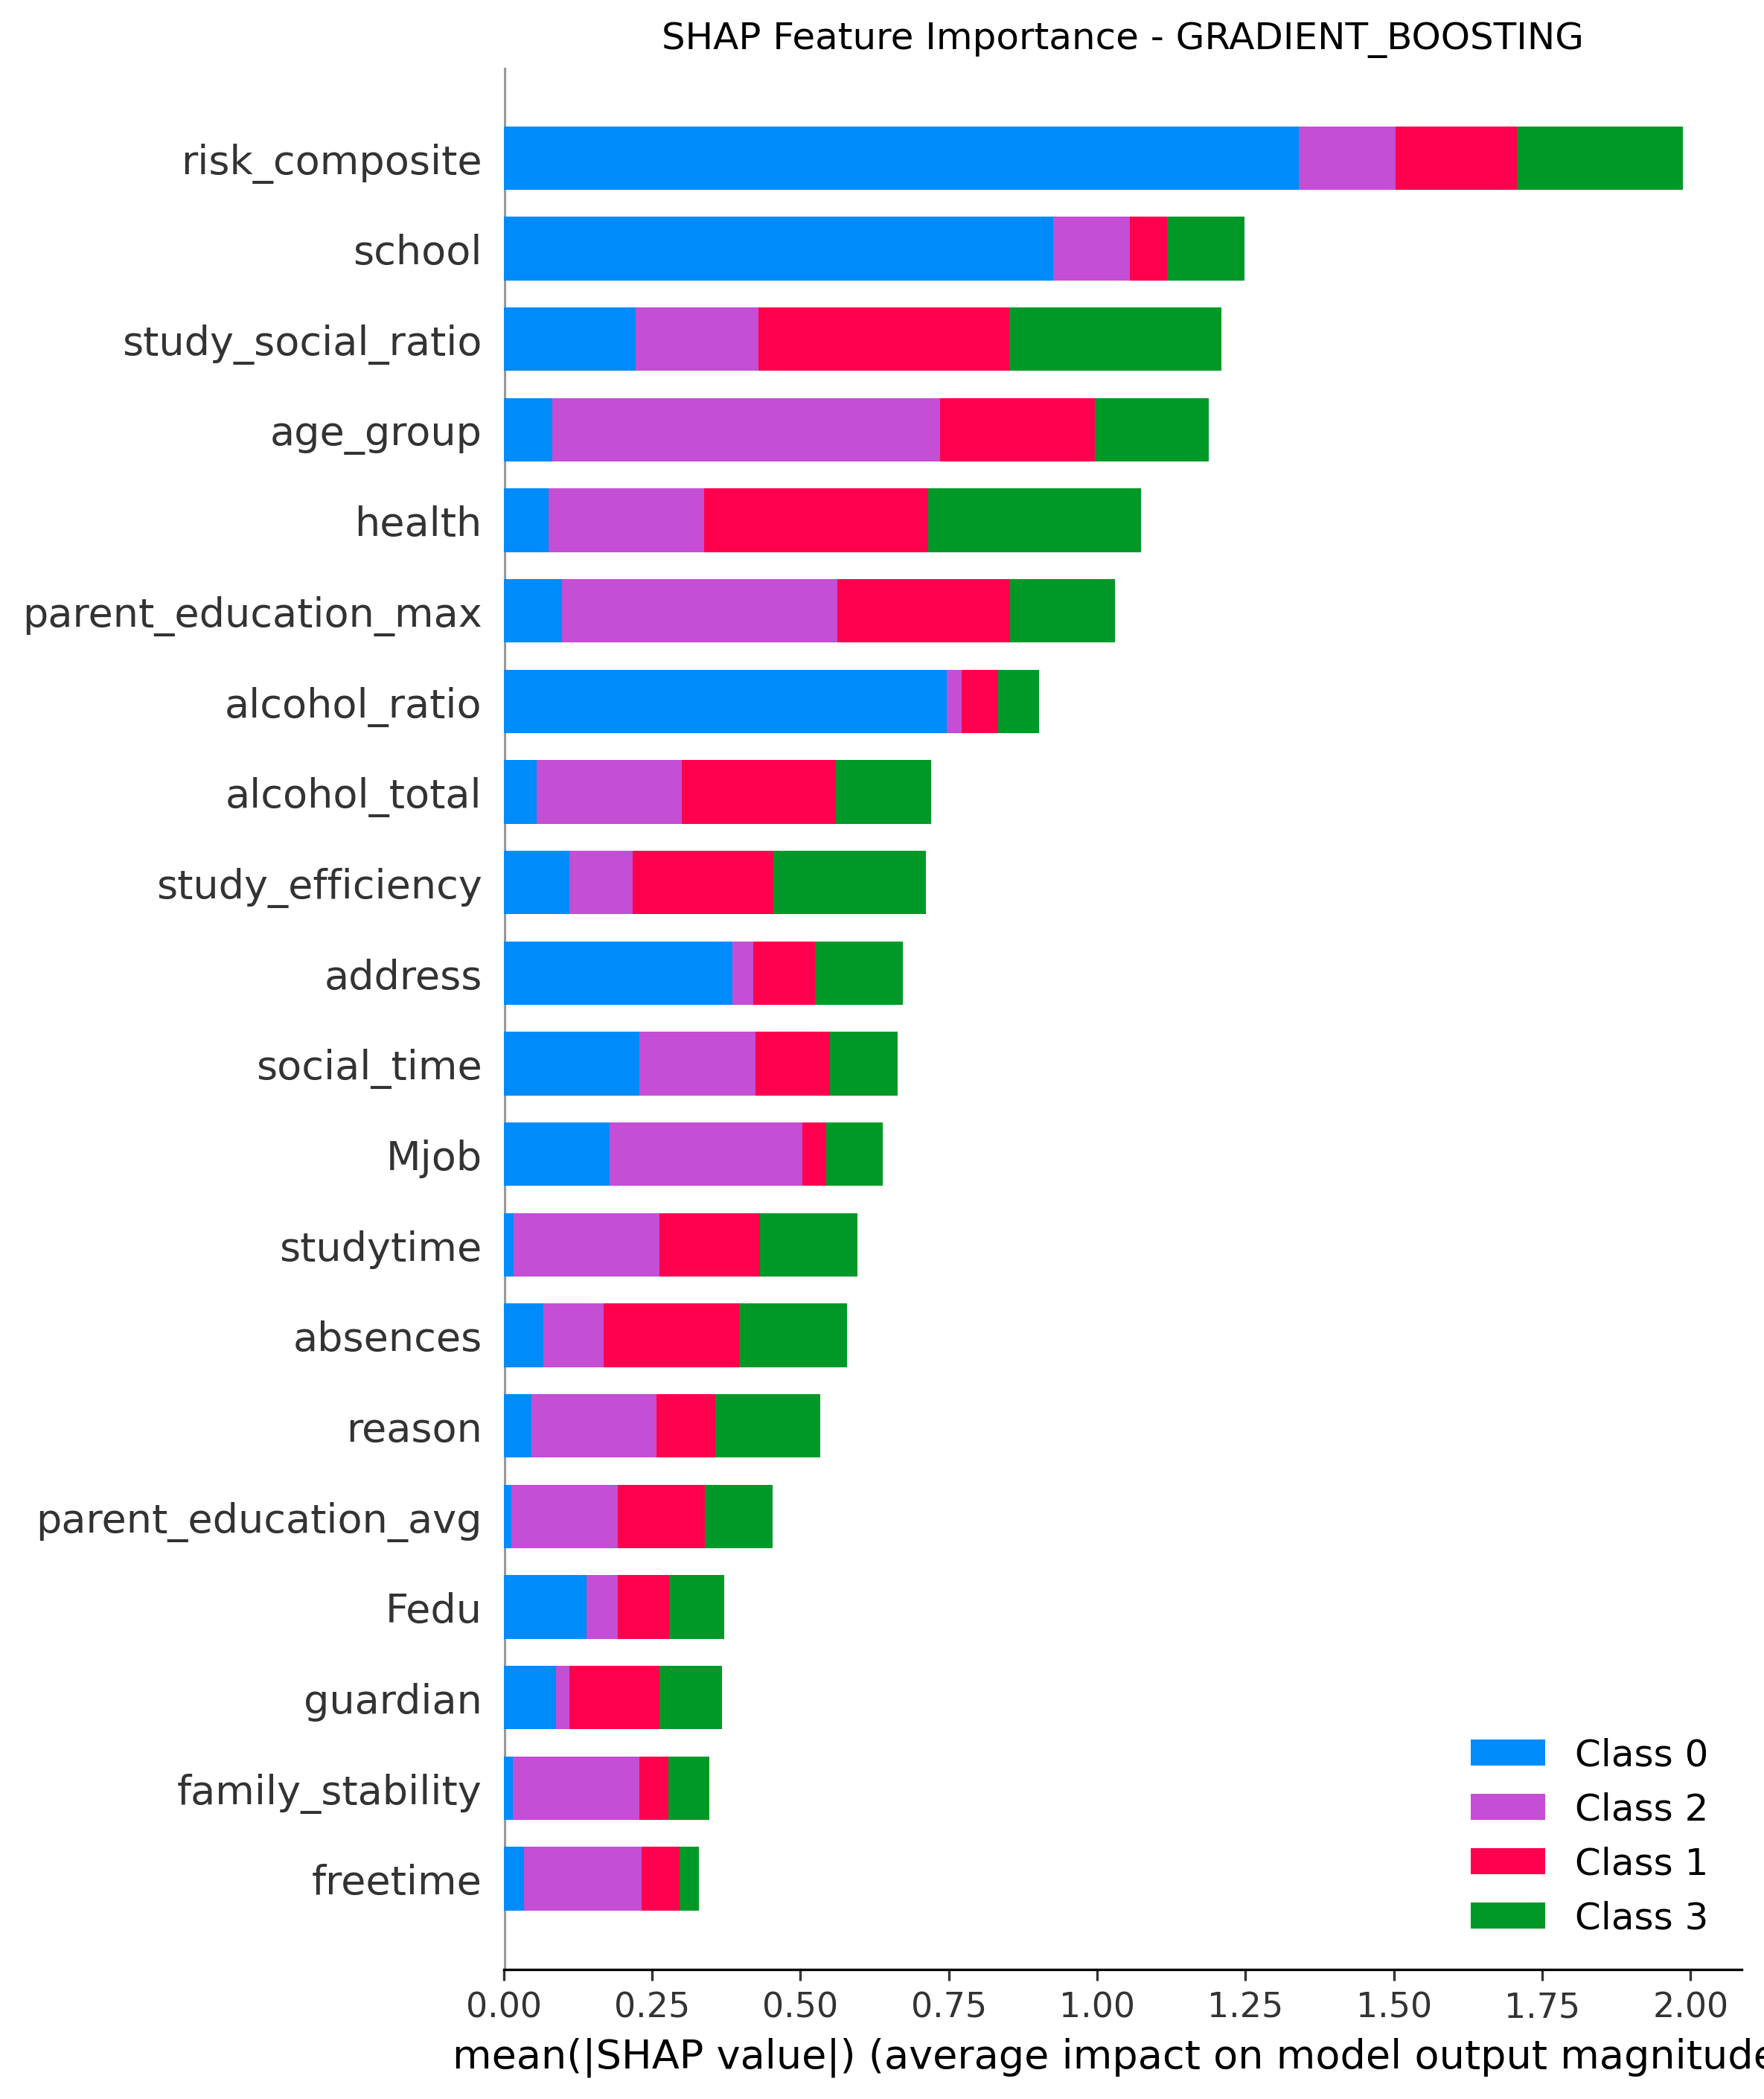 SHAP Feature Importance - GRADIENT_BOOSTING
risk_composite
school
study_social_ratio
age_group
health
parent_education_max
alcohol_ratio
alcohol_total
study_efficiency
address
social_time
Mjob
studytime
absences
reason
parent_education_avg
Fedu
guardian
family_stability
freetime
Class 0
Class 2
Class 1
Class 3
0.00 0.25 0.50 0.75 1.00 1.25 1.50 1.75 2.00
mean(|SHAP value|) (average impact on model output magnitude